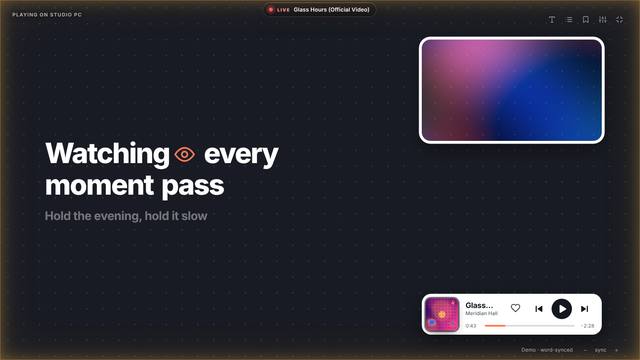 PLAYING ON STUDIO PC
LIVE Glass Hours (Official Video)
Watching every
moment pass
Hold the evening, hold it slow
Glass...
Meridian Hall
0:43
-2:28
Demo · word-synced
− sync +